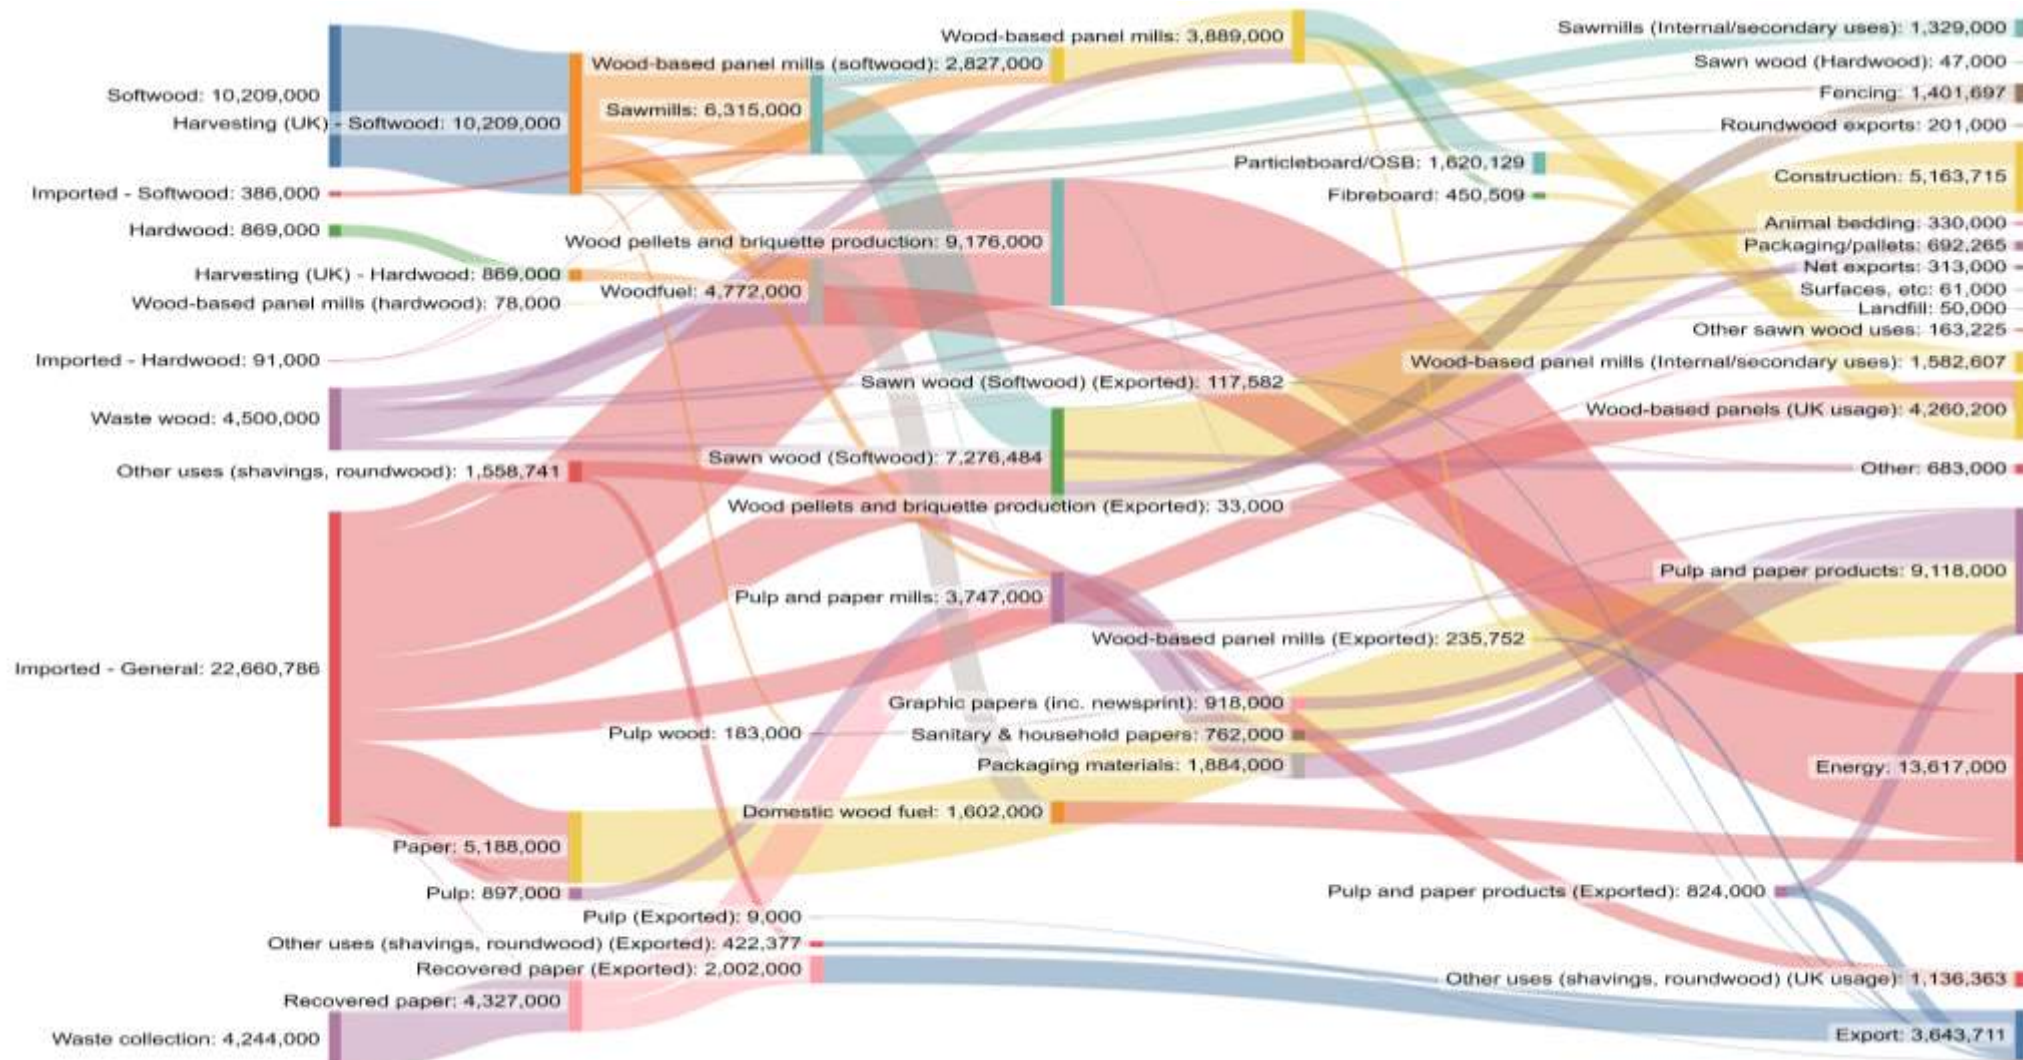 Sawmills (Internal/secondary uses): 1,329,000
Wood-based panel mills: 3,889,000
Wood-based panel mills (softwood): 2,827,000
Sawn wood (Hardwood): 47,000
Softwood: 10,209,000
Fencing: 1,401,697
Sawmills: 6,315,000
Harvesting (UK) - Softwood: 10,209,000
Roundwood exports: 201,000
Particleboard/OSB: 1,620,129
Construction: 5,163,715
Imported - Softwood: 386,000
Fibreboard: 450,509
Hardwood: 869,000
Animal bedding: 330,000
Wood pellets and briquette production: 9,176,000
Packaging/pallets: 692,265
Harvesting (UK) - Hardwood: 869,000
Net exports: 313,000
Woodfuel: 4,772,000
Surfaces, etc: 61,000
Wood-based panel mills (hardwood): 78,000
Landfill: 50,000
Other sawn wood uses: 163,225
Imported - Hardwood: 91,000
Wood-based panel mills (Internal/secondary uses): 1,582,607
Sawn wood (Softwood) (Exported): 117,582
Wood-based panels (UK usage): 4,260,200
Waste wood: 4,500,000
Sawn wood (Softwood): 7,276,484
Other: 683,000
Other uses (shavings, roundwood): 1,558,741
Wood pellets and briquette production (Exported): 33,000
Pulp and paper products: 9,118,000
Pulp and paper mills: 3,747,000
Wood-based panel mills (Exported): 235,752
Imported - General: 22,660,786
Graphic papers (inc. newsprint): 918,000
Pulp wood: 183,000
Sanitary & household papers: 762,000
Packaging materials: 1,884,000
Energy: 13,617,000
Domestic wood fuel: 1,602,000
Paper: 5,188,000
Pulp: 897,000
Pulp and paper products (Exported): 824,000
Pulp (Exported): 9,000
Other uses (shavings, roundwood) (Exported): 422,377
Recovered paper (Exported): 2,002,000
Other uses (shavings, roundwood) (UK usage): 1,136,363
Recovered paper: 4,327,000
Export: 3,643,711
Waste collection: 4,244,000